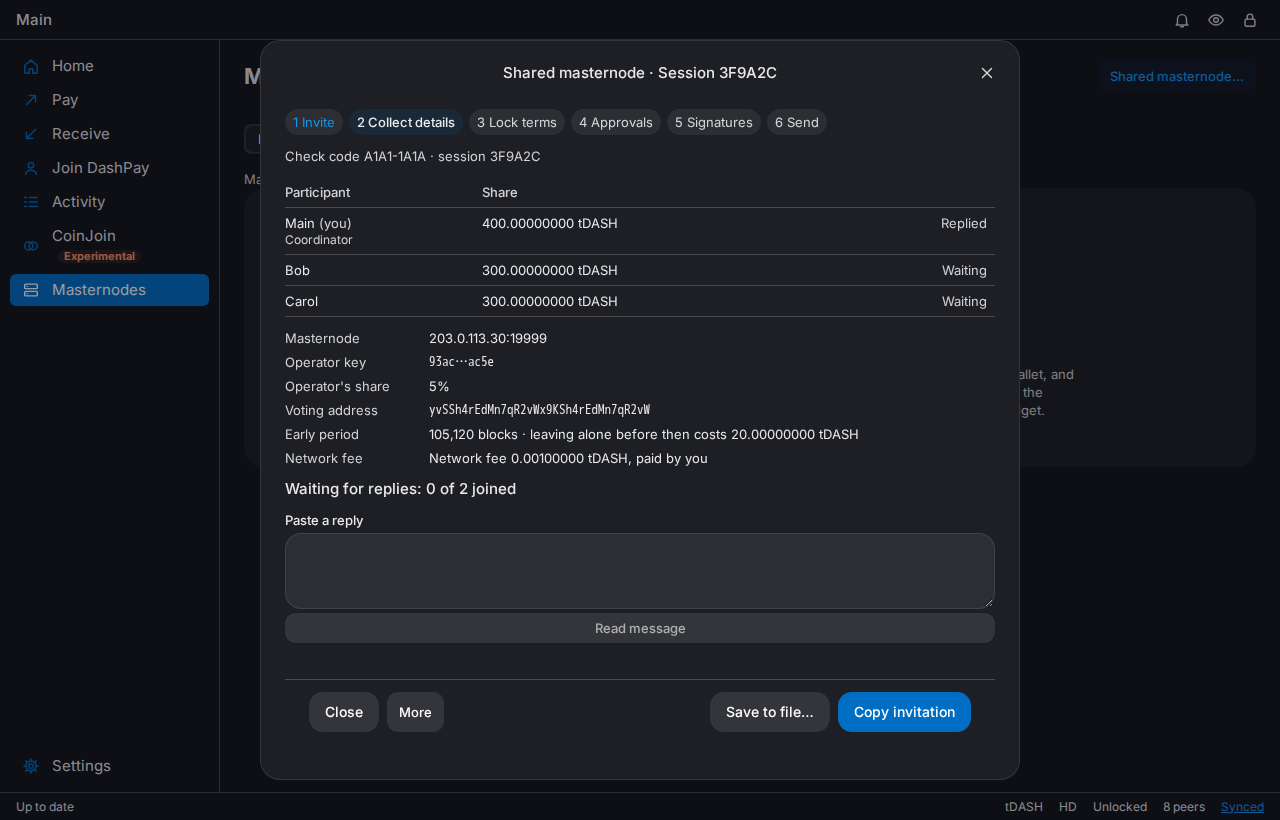 Main
Home
Pay
Receive
Join DashPay
Activity
CoinJoin
Experimental
Masternodes
Settings
Shared masternode...
Shared masternode · Session 3F9A2C
1 Invite
2 Collect details
3 Lock terms
4 Approvals
5 Signatures
6 Send
Check code A1A1-1A1A · session 3F9A2C
Participant Share
Main (you) 400.00000000 tDASH Replied
Coordinator
Bob 300.00000000 tDASH Waiting
Carol 300.00000000 tDASH Waiting
Masternode 203.0.113.30:19999
Operator key 93ac⋯ac5e
Operator's share 5%
Voting address yvSSh4rEdMn7qR2vWx9KSh4rEdMn7qR2vW
Early period 105,120 blocks · leaving alone before then costs 20.00000000 tDASH
Network fee Network fee 0.00100000 tDASH, paid by you
Waiting for replies: 0 of 2 joined
Paste a reply
Read message
Close
More
Save to file...
Copy invitation
and
the
Up to date
tDASH HD Unlocked 8 peers Synced